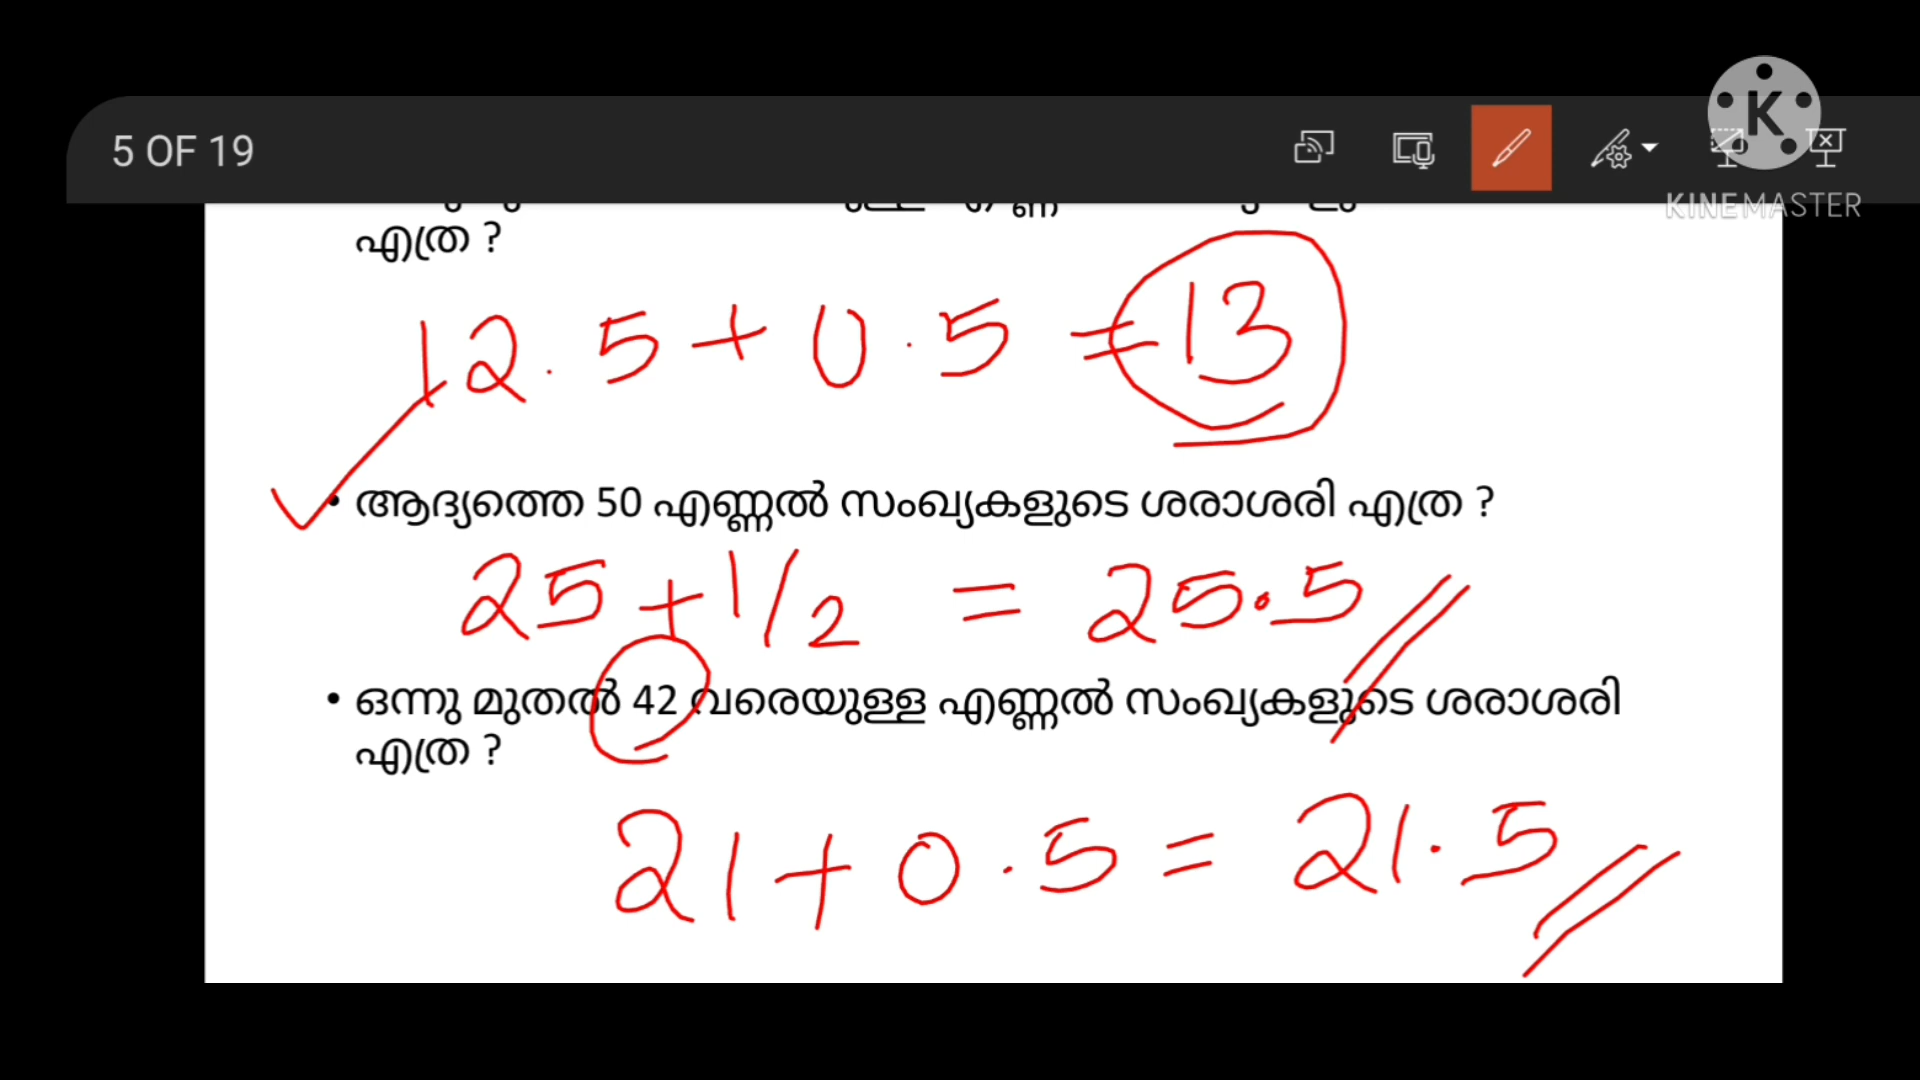 5 OF 19
KINEMASTER
എത്ര ?
12.5+0.5=13
• ആദ്യത്തെ 50 എണ്ണൽ സംഖ്യകളുടെ ശരാശരി എത്ര ?
25+1/2 = 25.5
• ഒന്നു മുതൽ 42 വരെയുള്ള എണ്ണൽ സംഖ്യകളുടെ ശരാശരി
എത്ര ?
21+0.5=21.5